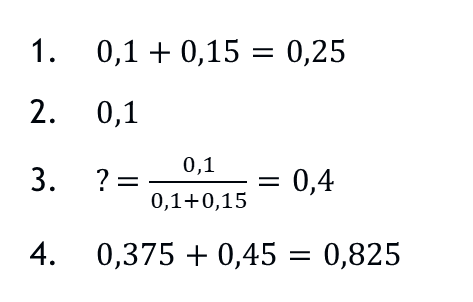 1. 0,1 + 0,15 = 0,25
2. 0,1
3. ? = \frac{0,1}{0,1+0,15} = 0,4
4. 0,375 + 0,45 = 0,825